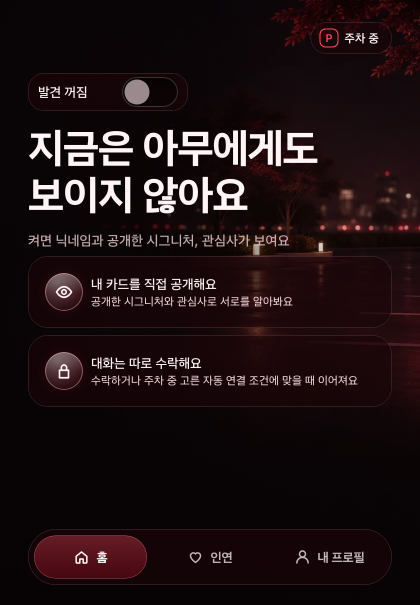 P 주차 중
발견 꺼짐
지금은 아무에게도
보이지 않아요
켜면 닉네임과 공개한 시그니처, 관심사가 보여요
내 카드를 직접 공개해요
공개한 시그니처와 관심사로 서로를 알아봐요
대화는 따로 수락해요
수락하거나 주차 중 고른 자동 연결 조건에 맞을 때 이어져요
홈 인연 내 프로필